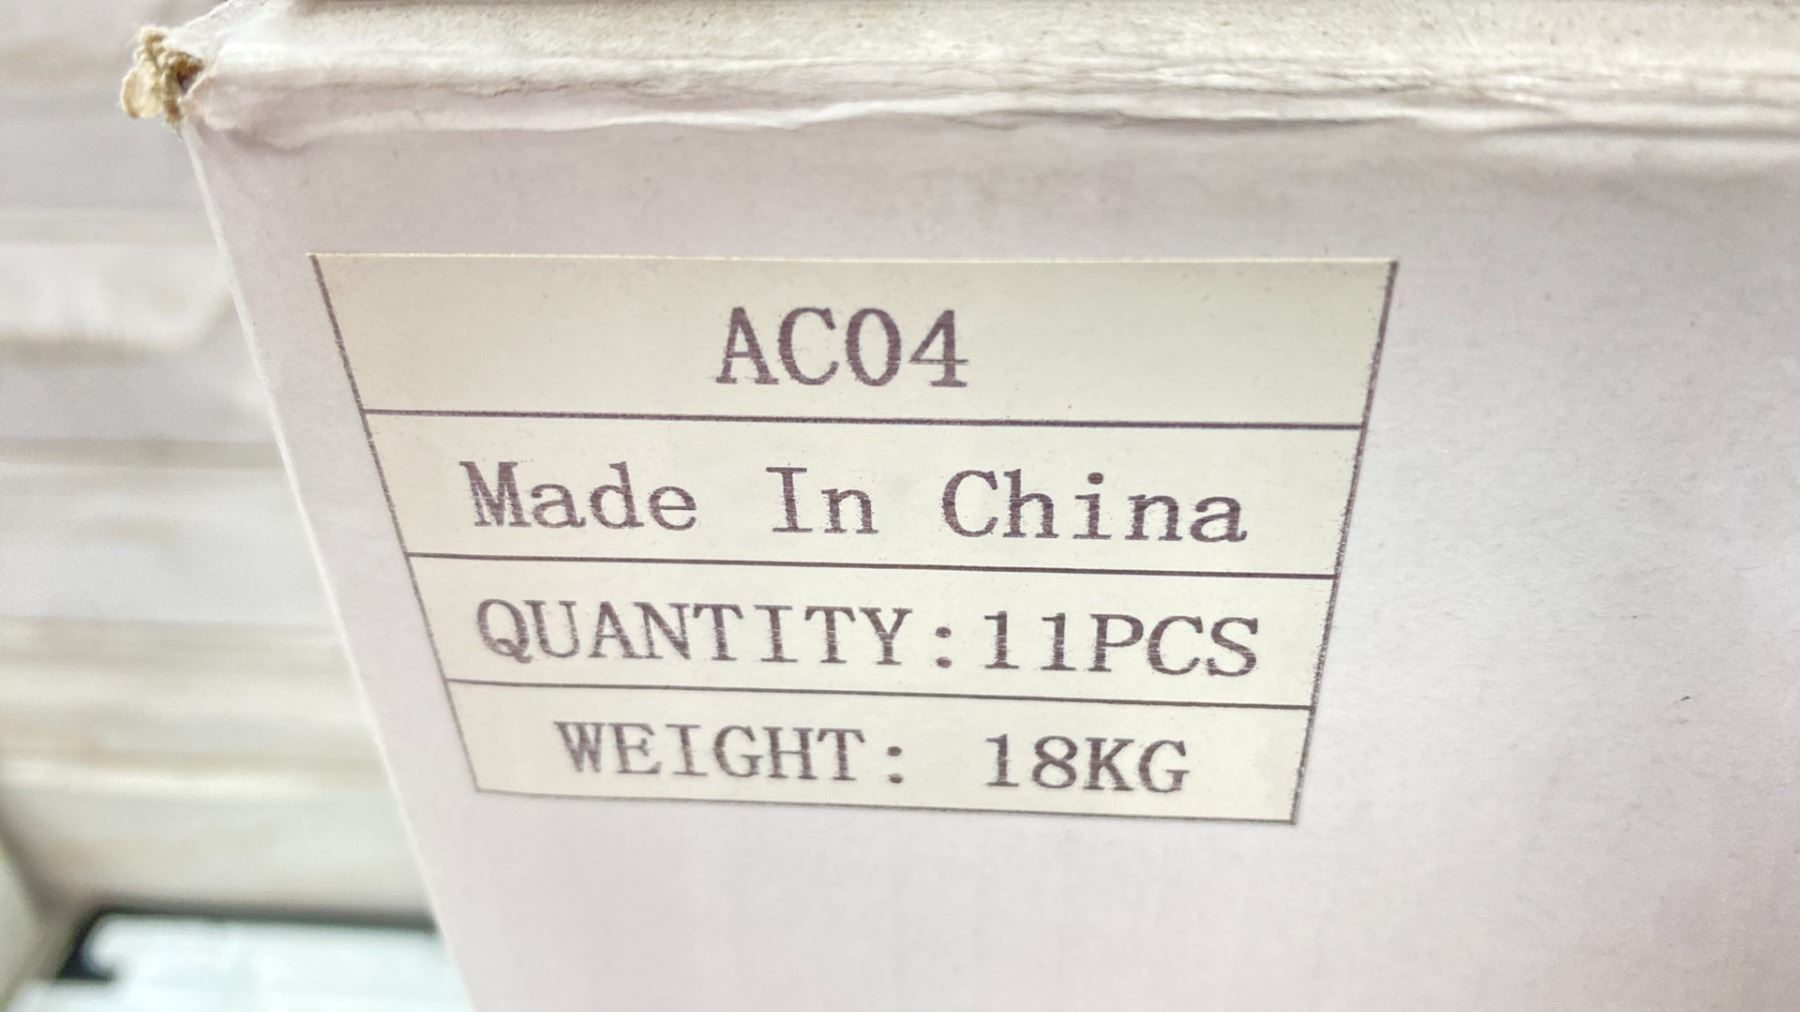 AC04
Made In China
QUANTITY:11PCS
WEIGHT: 18KG